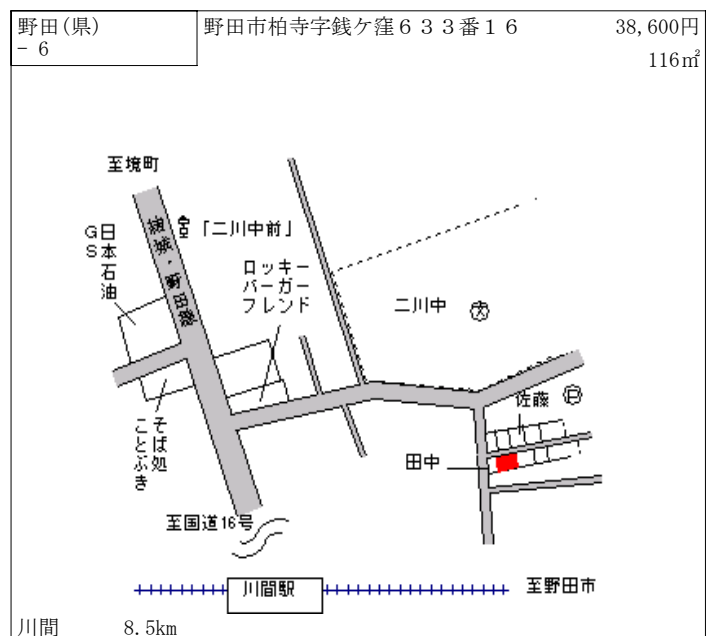 野田(県)
- 6
野田市柏寺字銭ケ窪633番16
38,600円
116㎡
至境町
「二川中前」
日本石油
GS
結城・野田線
ロッキー
バーガー
フレンド
二川中
文
佐藤
P
田中
そば処
ことぶき
至国道16号
川間駅
至野田市
川間 8.5km